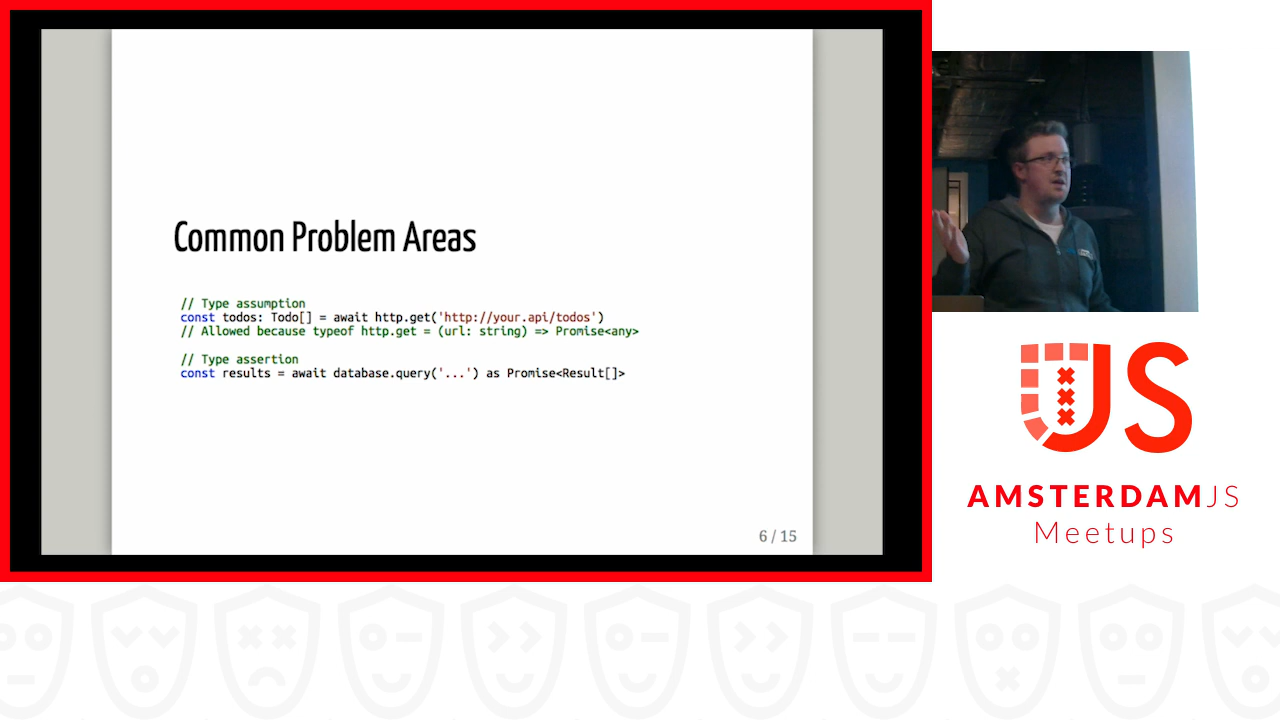 Common Problem Areas
// Type assumption
const todos: Todo[] = await http.get('http://your.api/todos')
// Allowed because typeof http.get = (url: string) => Promise<any>
// Type assertion
const results = await database.query('...') as Promise<Result[]>
6 / 15
JS
AMSTERDAMJS
Meetups